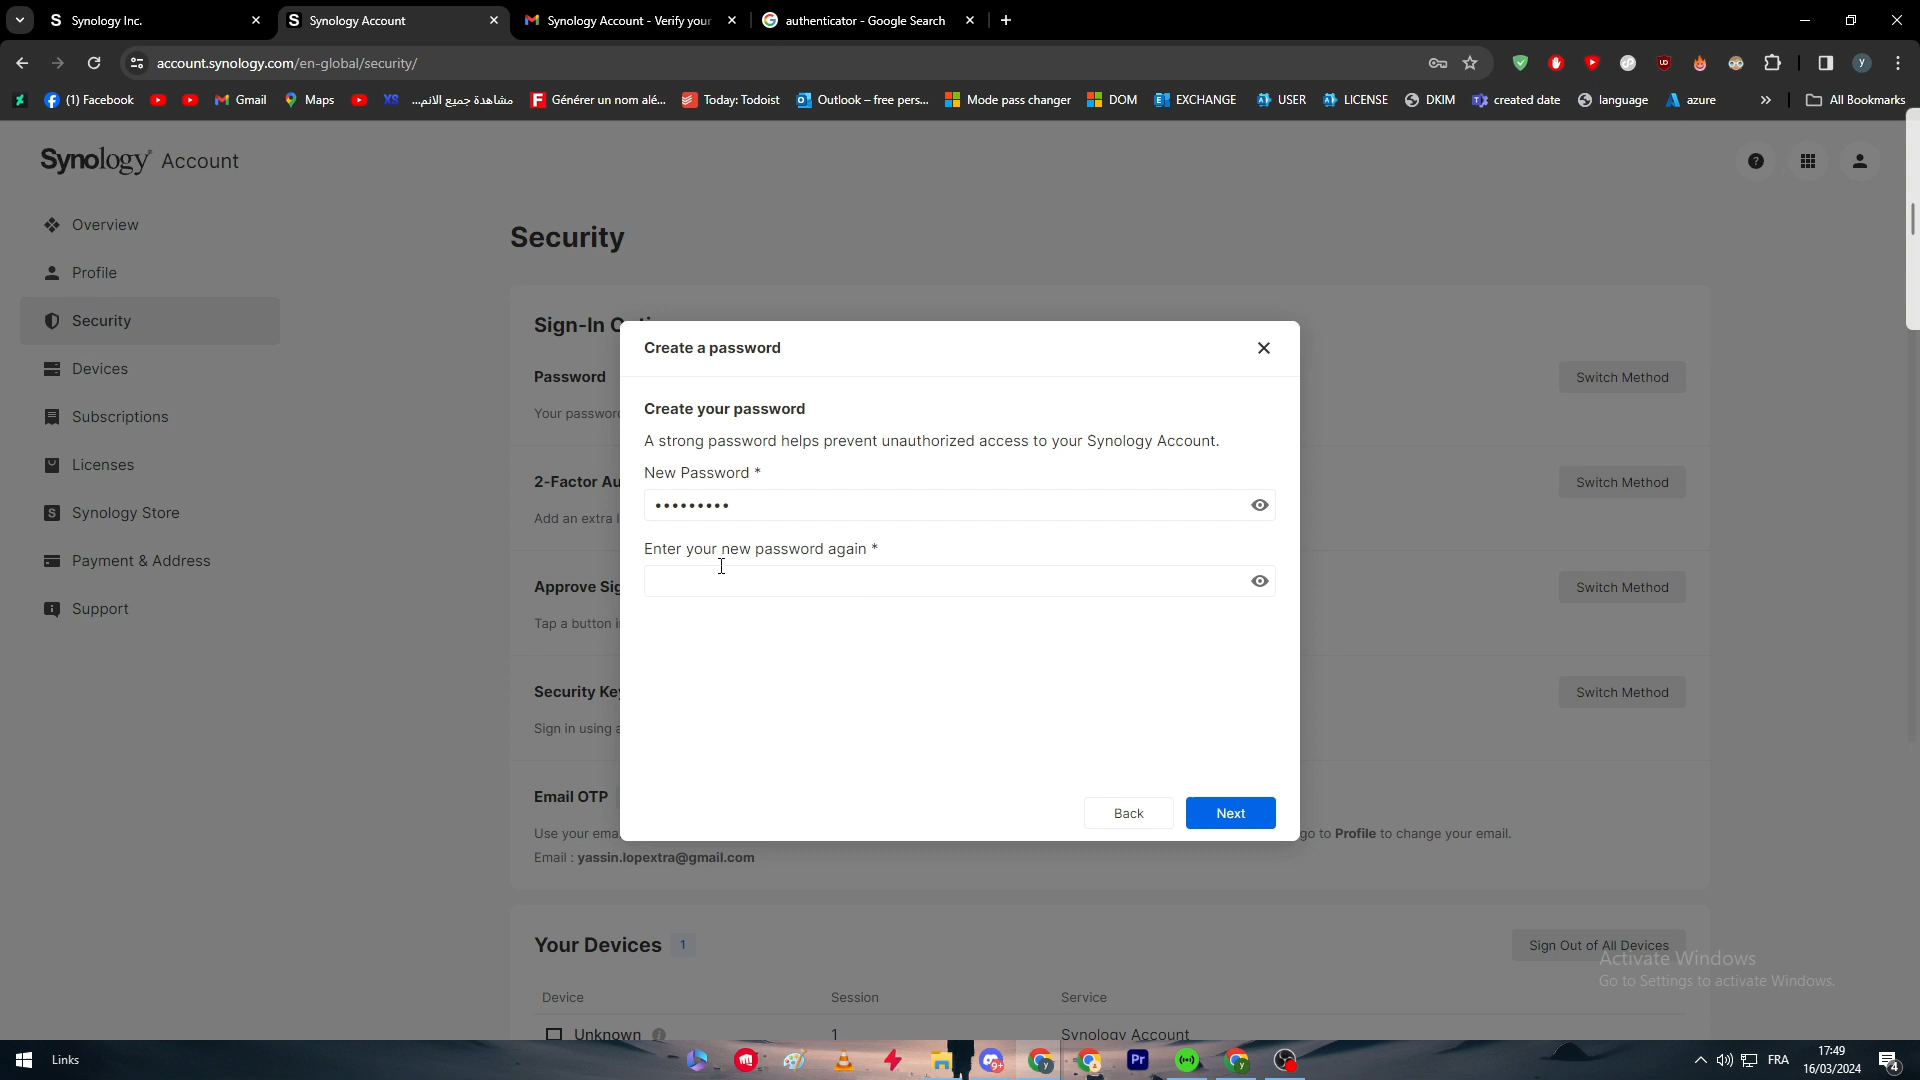 Synology Inc.
Synology Account
Synology Account - Verify your
authenticator - Google Search
account.synology.com/en-global/security/
(1) Facebook
Gmail
Maps
مشاهدة جميع الانم...
Générer un nom alé...
Today: Todoist
Outlook – free pers...
Mode pass changer
DOM
EXCHANGE
USER
LICENSE
DKIM
created date
language
azure
All Bookmarks
Synology Account
Overview
Profile
Security
Devices
Subscriptions
Licenses
Synology Store
Payment & Address
Support
Security
Sign-In
Password
Your password
Switch Method
2-Factor Au
Add an extra l
Switch Method
Approve Sig
Tap a button i
Switch Method
Security Key
Sign in using a
Switch Method
Email OTP
Use your ema
go to Profile to change your email.
Email : yassin.lopextra@gmail.com
Create a password
Create your password
A strong password helps prevent unauthorized access to your Synology Account.
New Password *
•••••••••
Enter your new password again *
Back
Next
Your Devices 1
Sign Out of All Devices
Device Session Service
Unknown 1 Synology Account
Activate Windows
Go to Settings to activate Windows.
Links
FRA
17:49
16/03/2024
4